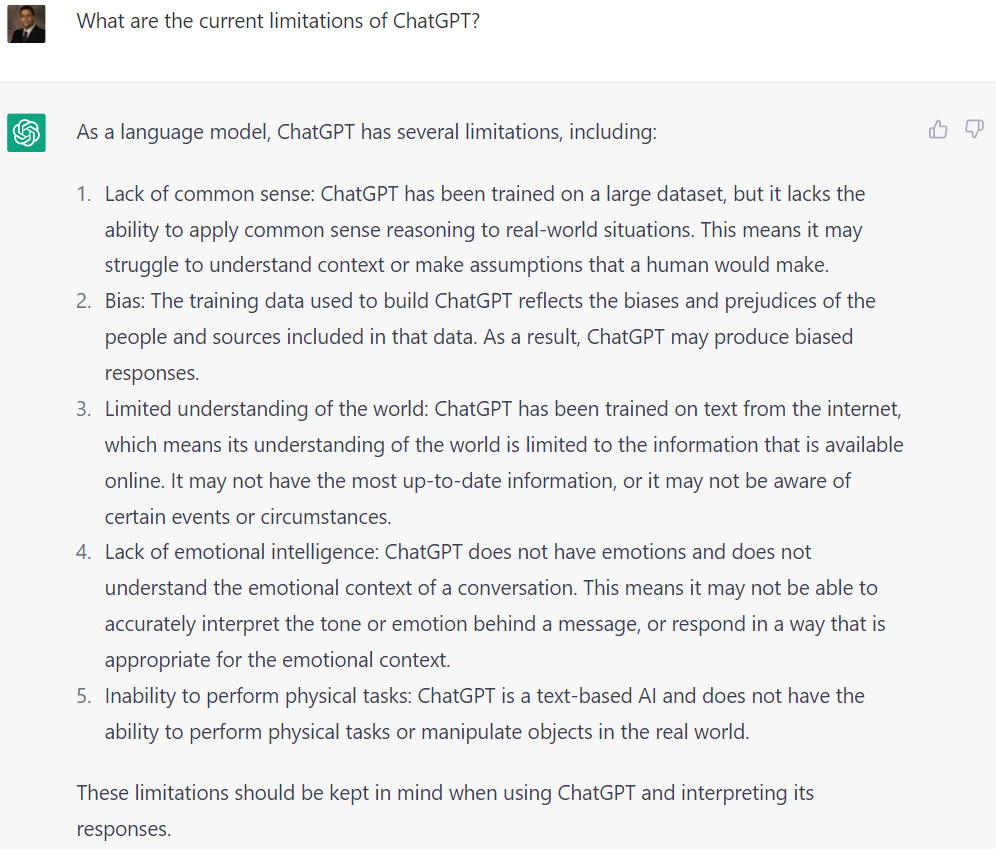 What are the current limitations of ChatGPT?
As a language model, ChatGPT has several limitations, including:
1. Lack of common sense: ChatGPT has been trained on a large dataset, but it lacks the
ability to apply common sense reasoning to real-world situations. This means it may
struggle to understand context or make assumptions that a human would make.
2. Bias: The training data used to build ChatGPT reflects the biases and prejudices of the
people and sources included in that data. As a result, ChatGPT may produce biased
responses.
3. Limited understanding of the world: ChatGPT has been trained on text from the internet,
which means its understanding of the world is limited to the information that is available
online. It may not have the most up-to-date information, or it may not be aware of
certain events or circumstances.
4. Lack of emotional intelligence: ChatGPT does not have emotions and does not
understand the emotional context of a conversation. This means it may not be able to
accurately interpret the tone or emotion behind a message, or respond in a way that is
appropriate for the emotional context.
5. Inability to perform physical tasks: ChatGPT is a text-based AI and does not have the
ability to perform physical tasks or manipulate objects in the real world.
These limitations should be kept in mind when using ChatGPT and interpreting its
responses.